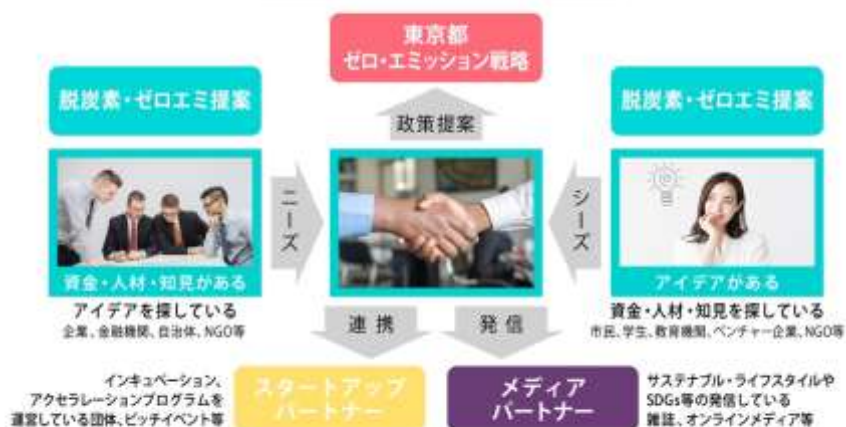 東京都
ゼロ・エミッション戦略
脱炭素・ゼロエミ提案
脱炭素・ゼロエミ提案
政策提案
ニーズ
シーズ
資金・人材・知見がある
アイデアがある
アイデアを探している
企業、金融機関、自治体、NGO等
資金・人材・知見を探している
市民、学生、教育機関、ベンチャー企業、NGO等
連携
発信
インキュベーション、
アクセラレーションプログラムを
運営している団体、ピッチイベント等
スタートアップ
パートナー
メディア
パートナー
サステナブル・ライフスタイルや
SDGs等の発信している
雑誌、オンラインメディア等